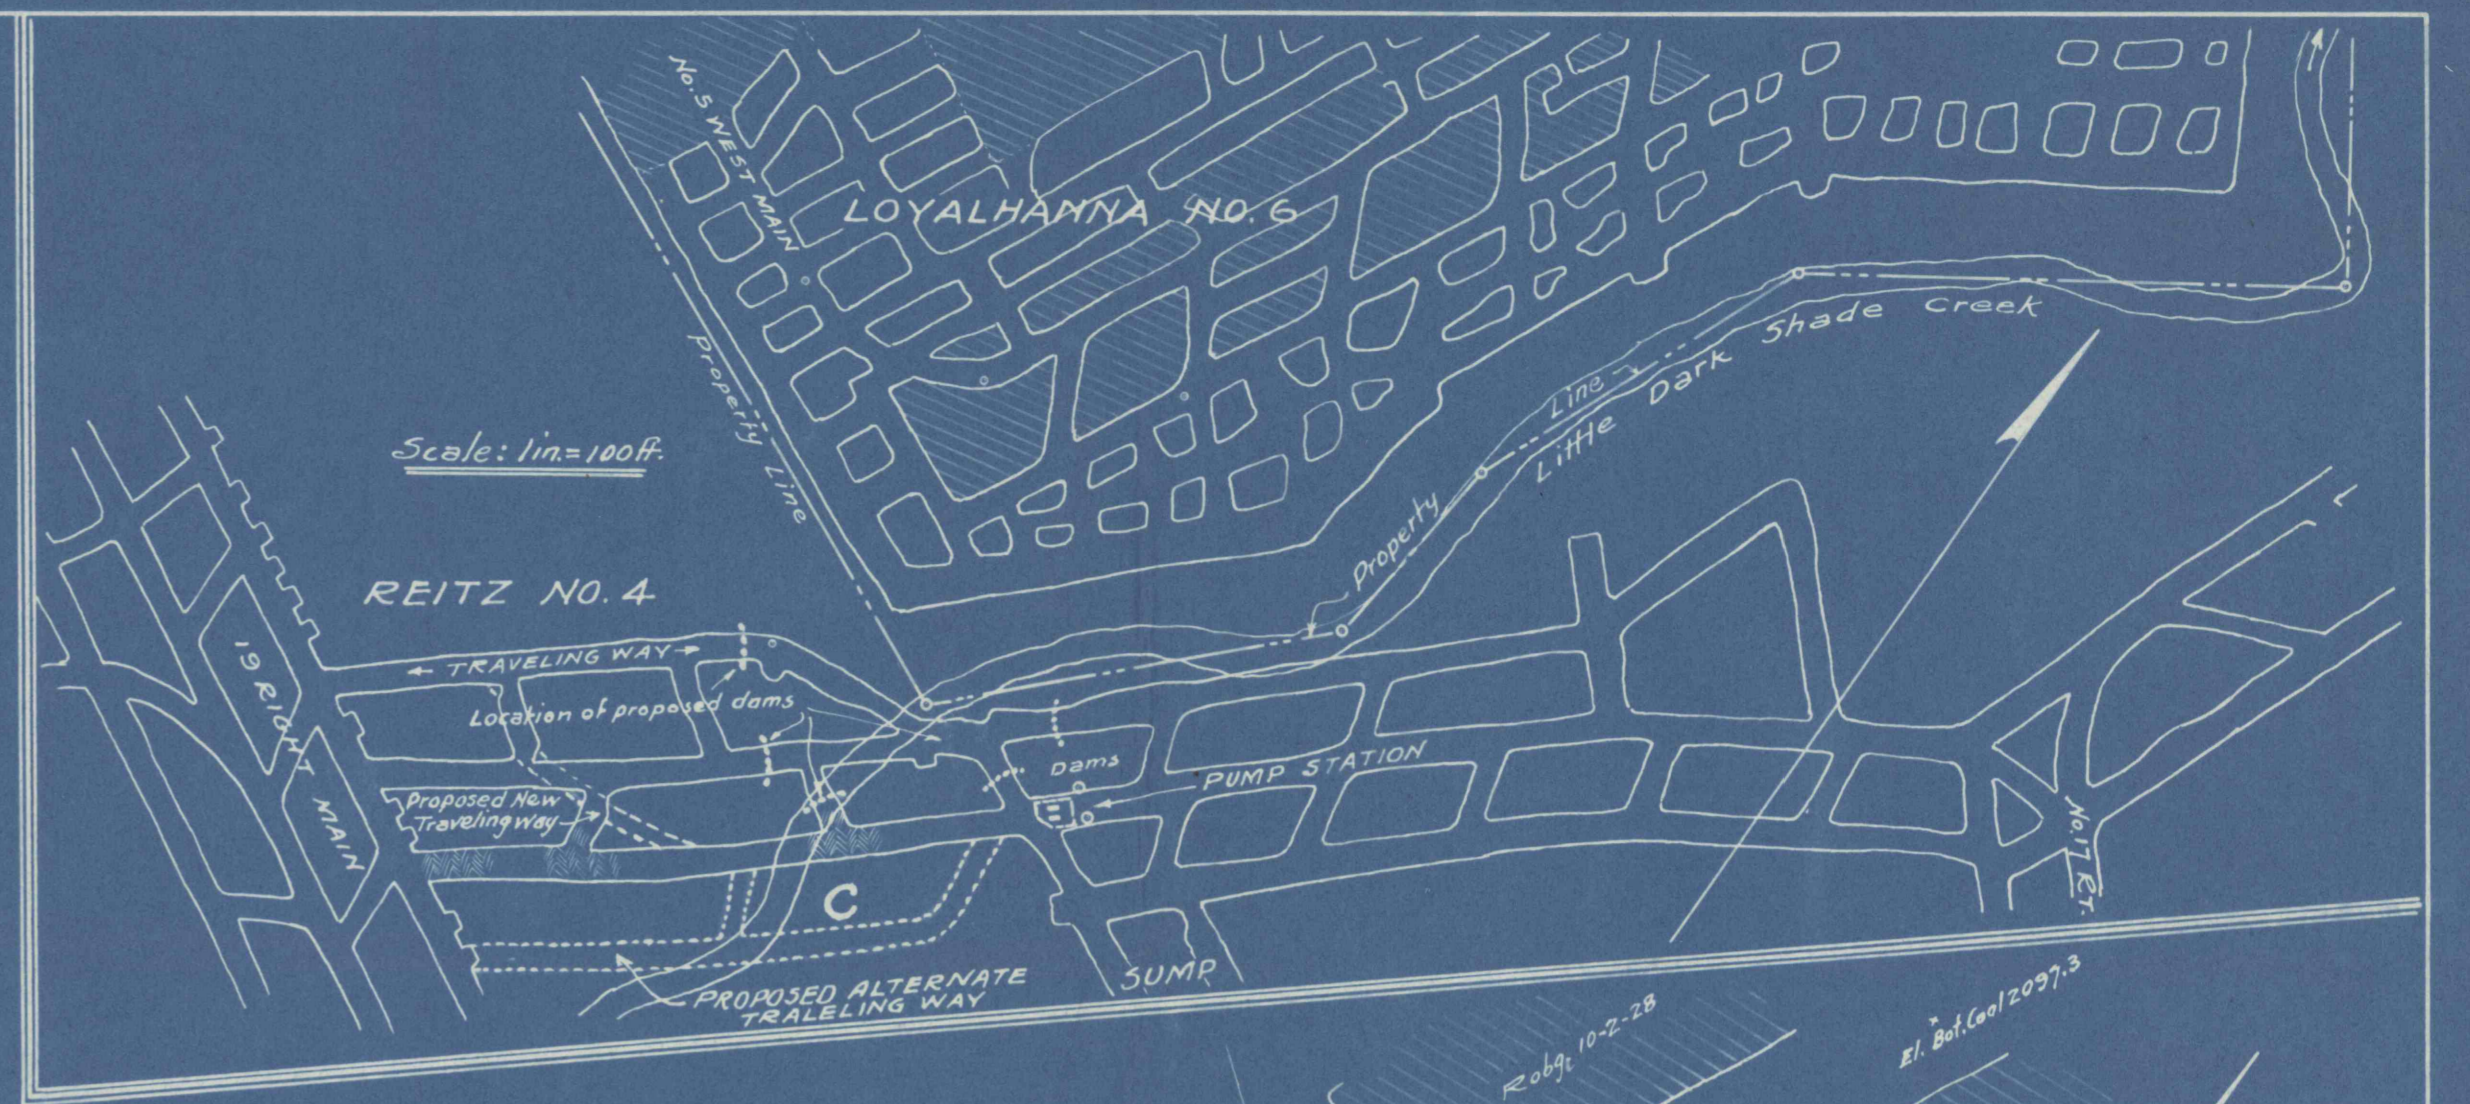 No. 5 WEST MAIN
LOYALHANNA NO. 6
Property Line
Scale: 1in.=100ft.
Property Line
Little Dark Shade Creek
REITZ NO. 4
19 RIGHT MAIN
TRAVELING WAY
Location of proposed dams
Dams
PUMP STATION
Proposed New
Traveling Way
C
No. 17 RT.
PROPOSED ALTERNATE
TRALELING WAY
SUMP
10-2-28
El. Bot. Coal 2097.3